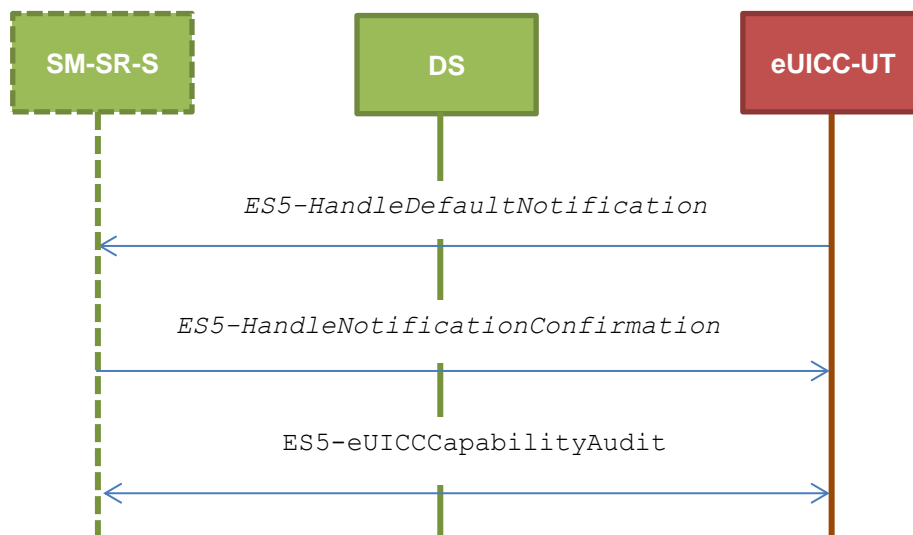 SM-SR-S
DS
eUICC-UT
ES5-HandleDefaultNotification
ES5-HandleNotificationConfirmation
ES5-eUICCCapabilityAudit